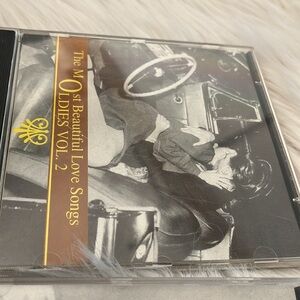 The Most Beautiful Love Songs
OLDIES VOL. 2